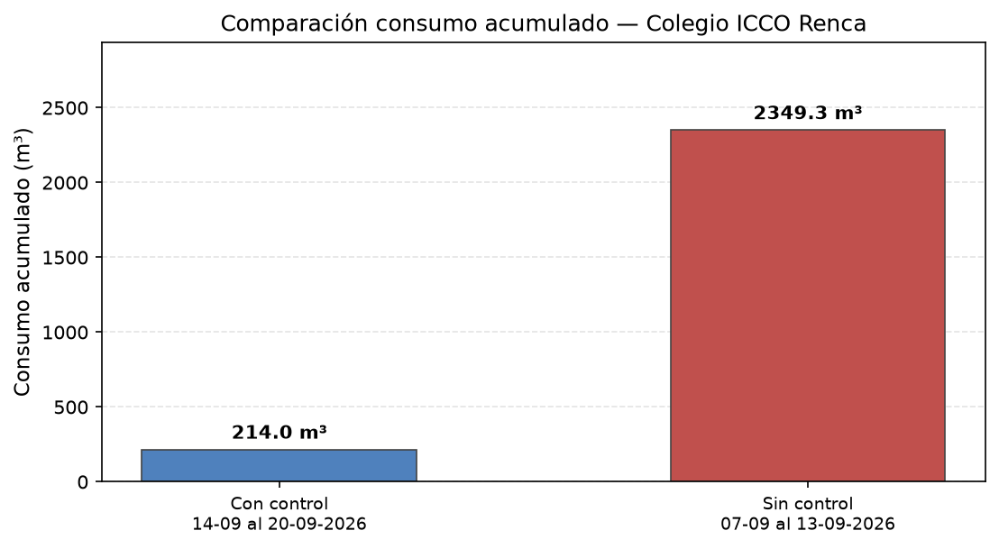 Comparación consumo acumulado — Colegio ICCO Renca
Consumo acumulado (m³)
2500
2000
1500
1000
500
0
214.0 m³
2349.3 m³
Con control
14-09 al 20-09-2026
Sin control
07-09 al 13-09-2026